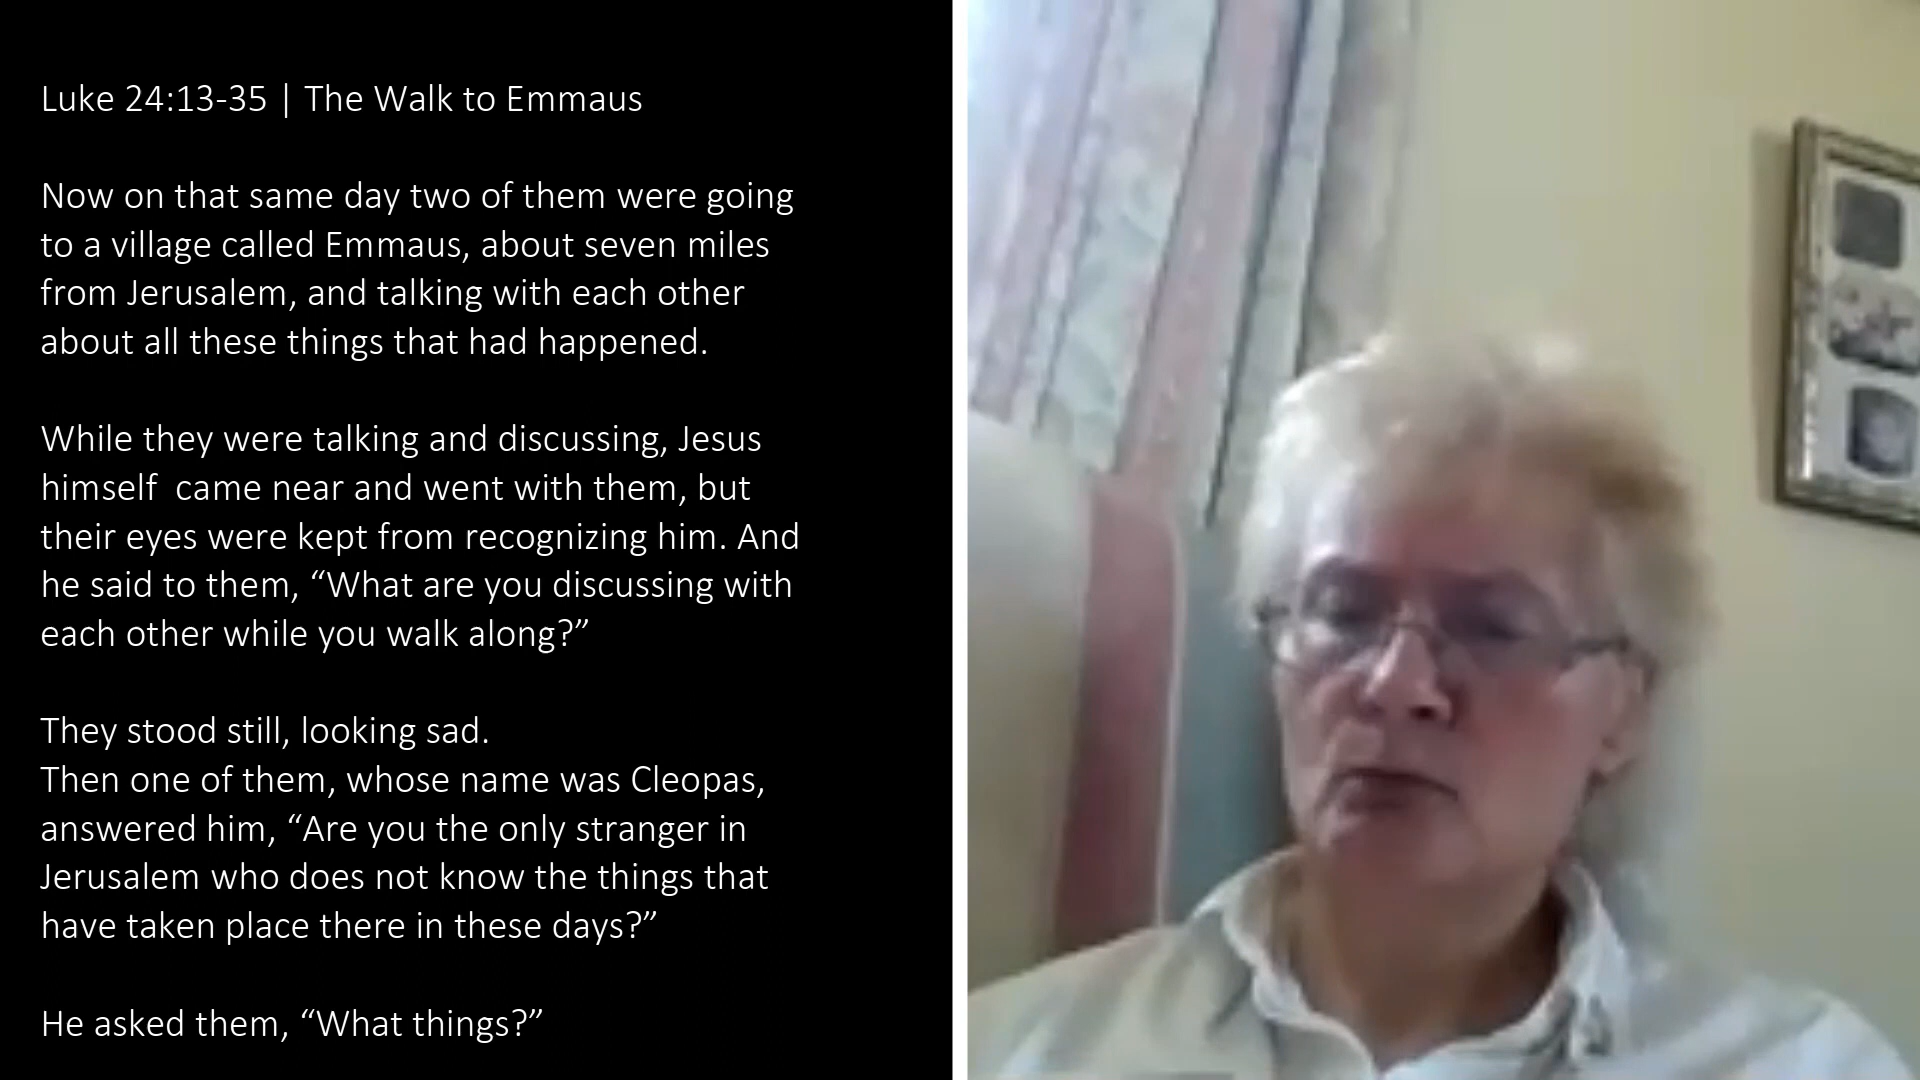 Luke 24:13-35 | The Walk to Emmaus
Now on that same day two of them were going
to a village called Emmaus, about seven miles
from Jerusalem, and talking with each other
about all these things that had happened.
While they were talking and discussing, Jesus
himself  came near and went with them, but
their eyes were kept from recognizing him. And
he said to them, “What are you discussing with
each other while you walk along?”
They stood still, looking sad.
Then one of them, whose name was Cleopas,
answered him, “Are you the only stranger in
Jerusalem who does not know the things that
have taken place there in these days?”
He asked them, “What things?”